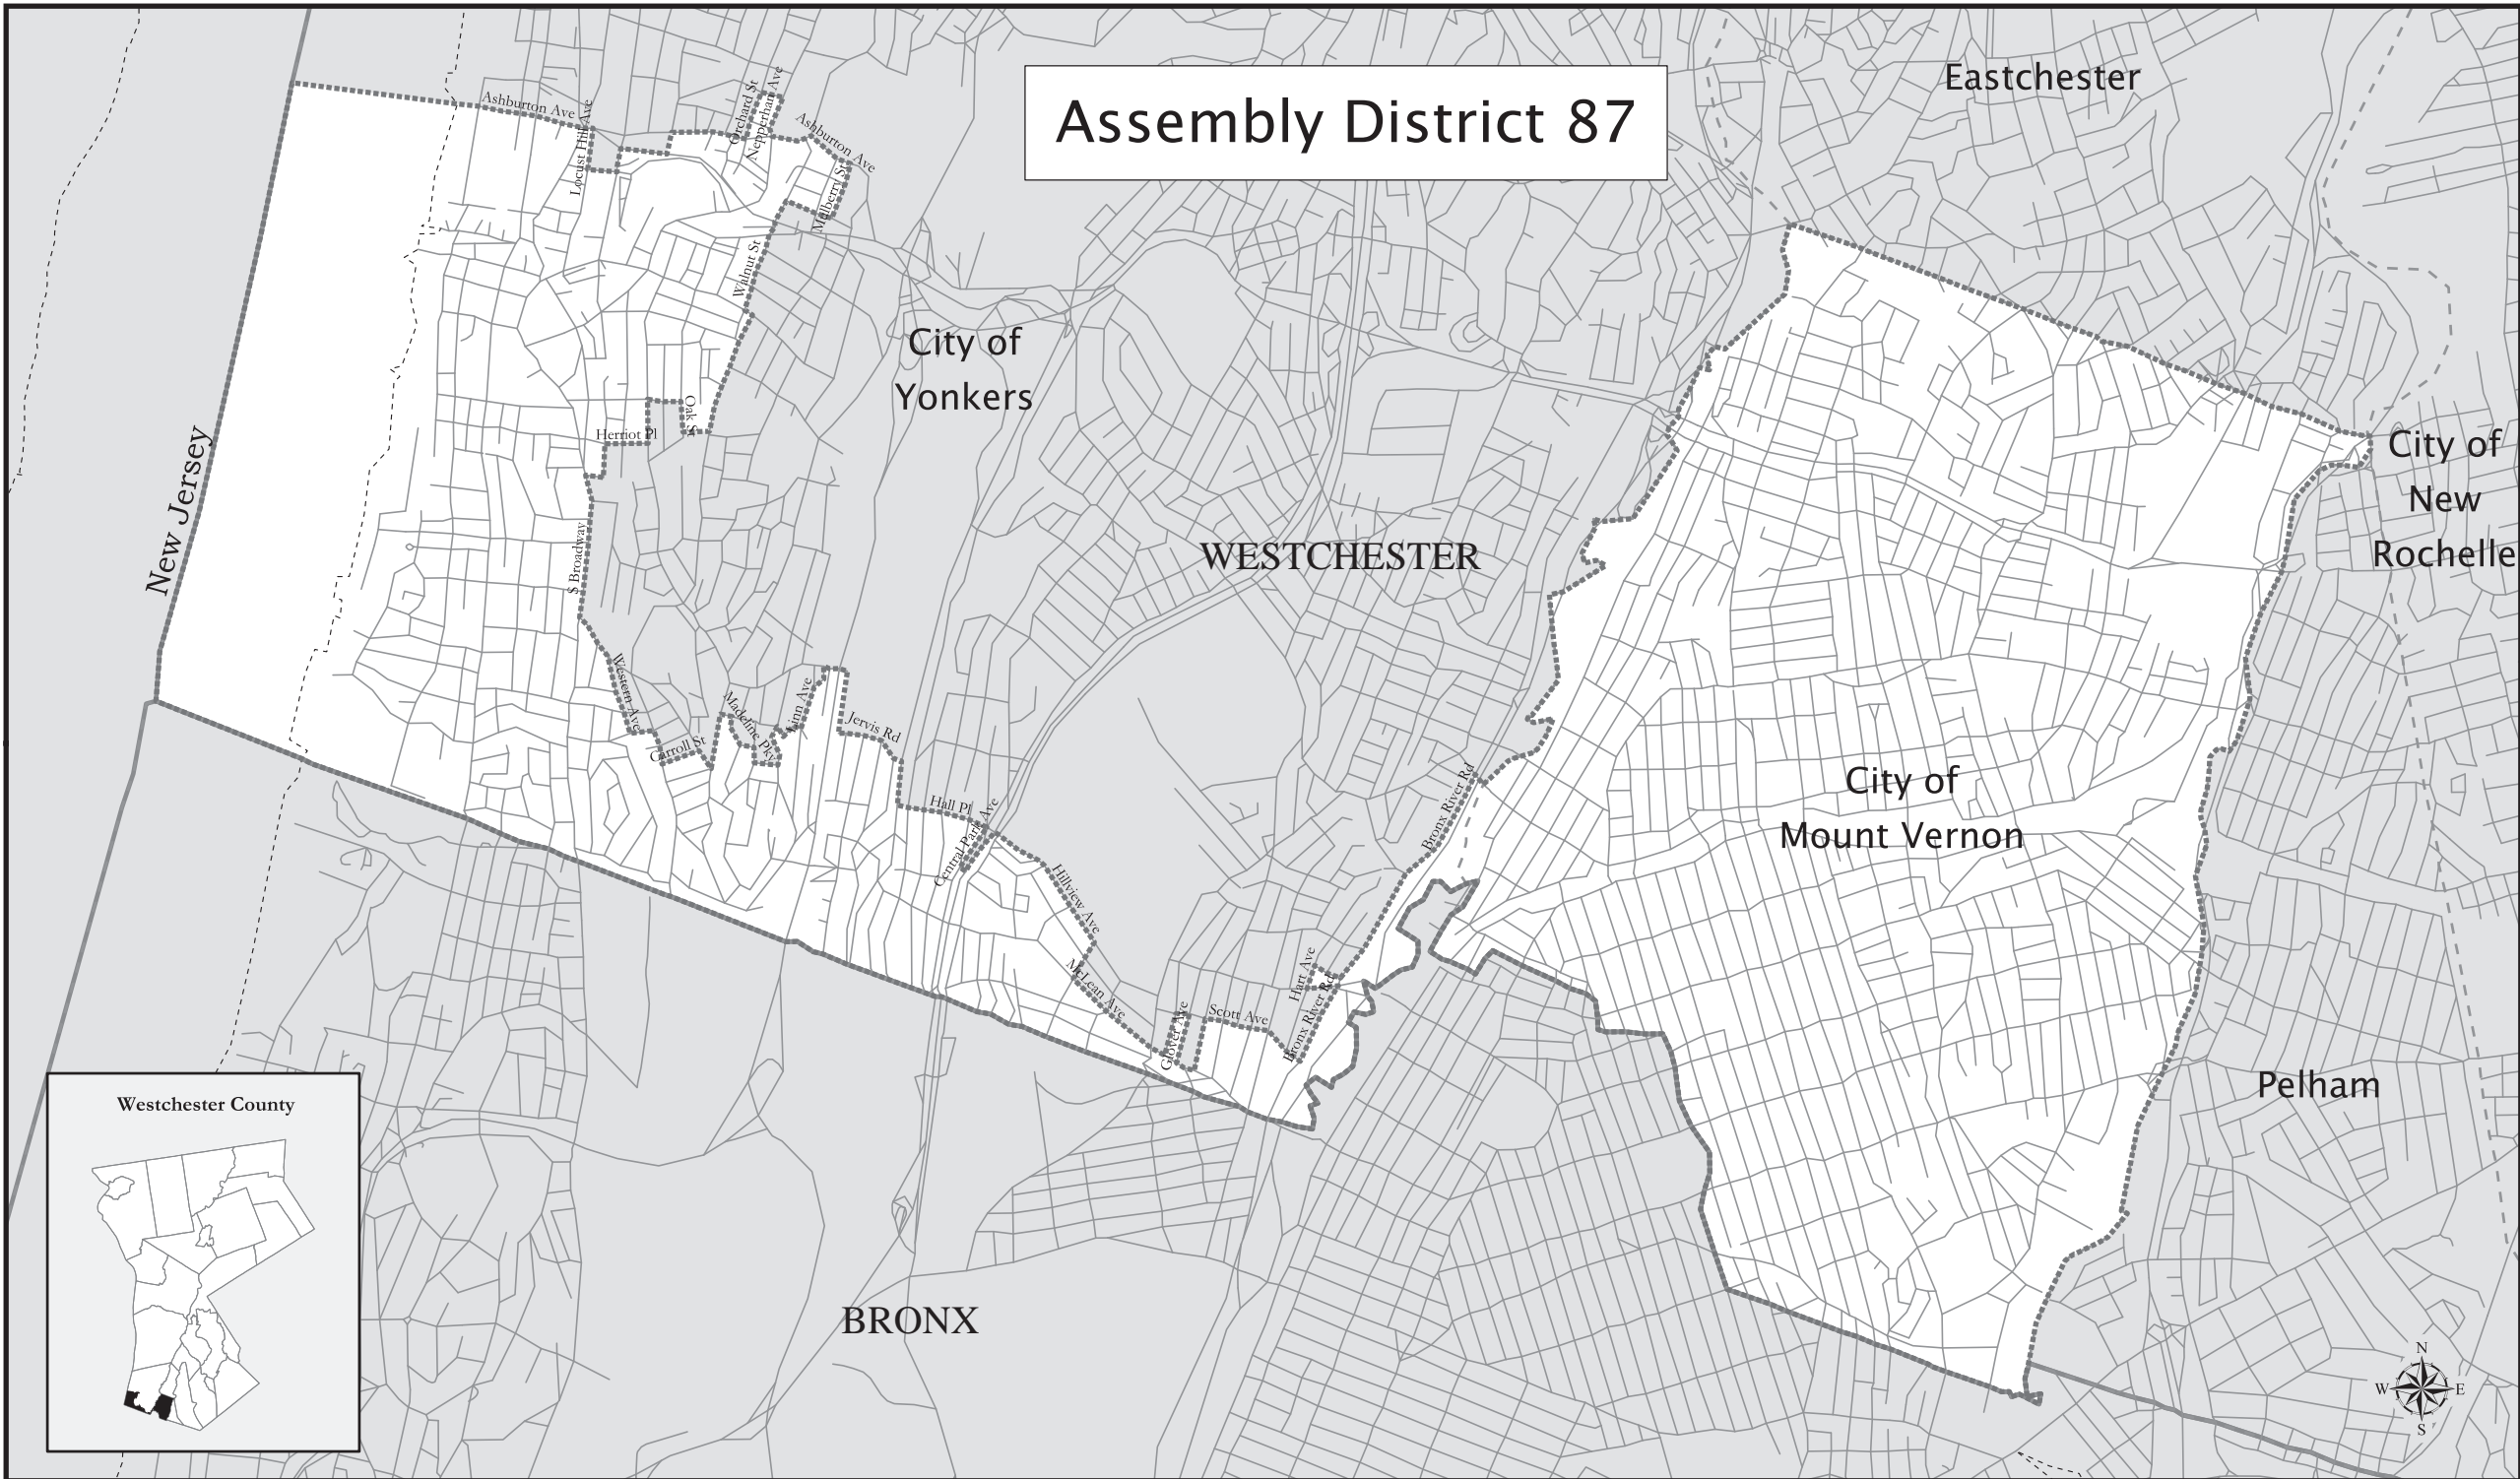 Assembly District 87
Eastchester
Ashburton Ave
Locust Hill Ave
Orchard St
Nepperhan Ave
Ashburton Ave
Mulberry St
Walnut St
City of
Yonkers
New Jersey
Oak St
Herriot Pl
S Broadway
WESTCHESTER
City of
New
Rochelle
Western Ave
Carroll St
Madeline Pky
Linn Ave
Jervis Rd
Hall Pl
Central Park Ave
Hillview Ave
McLean Ave
Glover Ave
Scott Ave
Hart Ave
Bronx River Rd
Bronx River Rd
City of
Mount Vernon
Pelham
BRONX
Westchester County
N
W
E
S